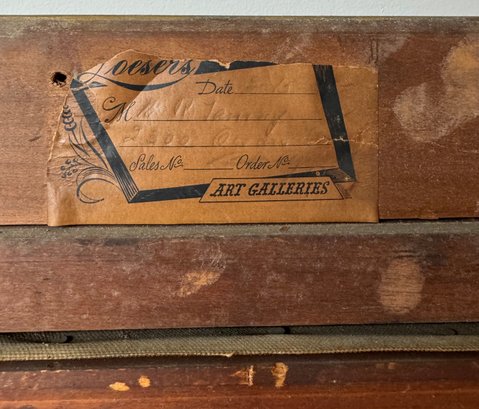 Loesers
Date
M
Sales No. Order No.
ART GALLERIES